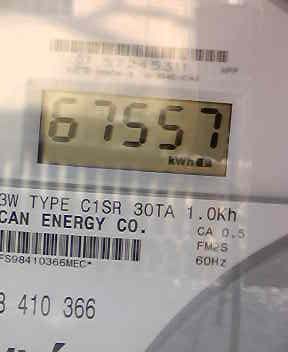 67557
kWh
3W TYPE C1SR 30TA 1.0Kh
CAN ENERGY CO.
CA 0.5
FM2S
60Hz
FS98410366MEC*
8 410 366